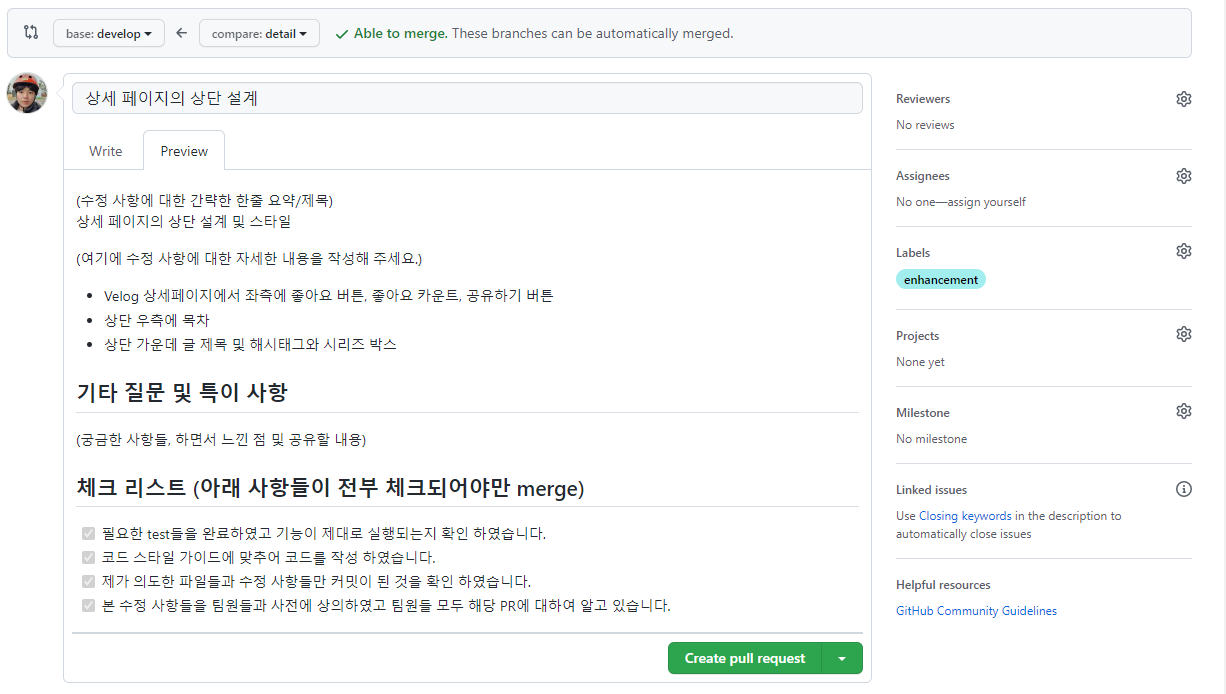 base: develop
compare: detail
Able to merge. These branches can be automatically merged.
상세 페이지의 상단 설계
Write
Preview
(수정 사항에 대한 간략한 한줄 요약/제목)
상세 페이지의 상단 설계 및 스타일
(여기에 수정 사항에 대한 자세한 내용을 작성해 주세요.)
Velog 상세페이지에서 좌측에 좋아요 버튼, 좋아요 카운트, 공유하기 버튼
상단 우측에 목차
상단 가운데 글 제목 및 해시태그와 시리즈 박스
기타 질문 및 특이 사항
(궁금한 사항들, 하면서 느낀 점 및 공유할 내용)
체크 리스트 (아래 사항들이 전부 체크되어야만 merge)
필요한 test들을 완료하였고 기능이 제대로 실행되는지 확인 하였습니다.
코드 스타일 가이드에 맞추어 코드를 작성 하였습니다.
제가 의도한 파일들과 수정 사항들만 커밋이 된 것을 확인 하였습니다.
본 수정 사항들을 팀원들과 사전에 상의하였고 팀원들 모두 해당 PR에 대하여 알고 있습니다.
Create pull request
Reviewers
No reviews
Assignees
No one—assign yourself
Labels
enhancement
Projects
None yet
Milestone
No milestone
Linked issues
Use Closing keywords in the description to
automatically close issues
Helpful resources
GitHub Community Guidelines